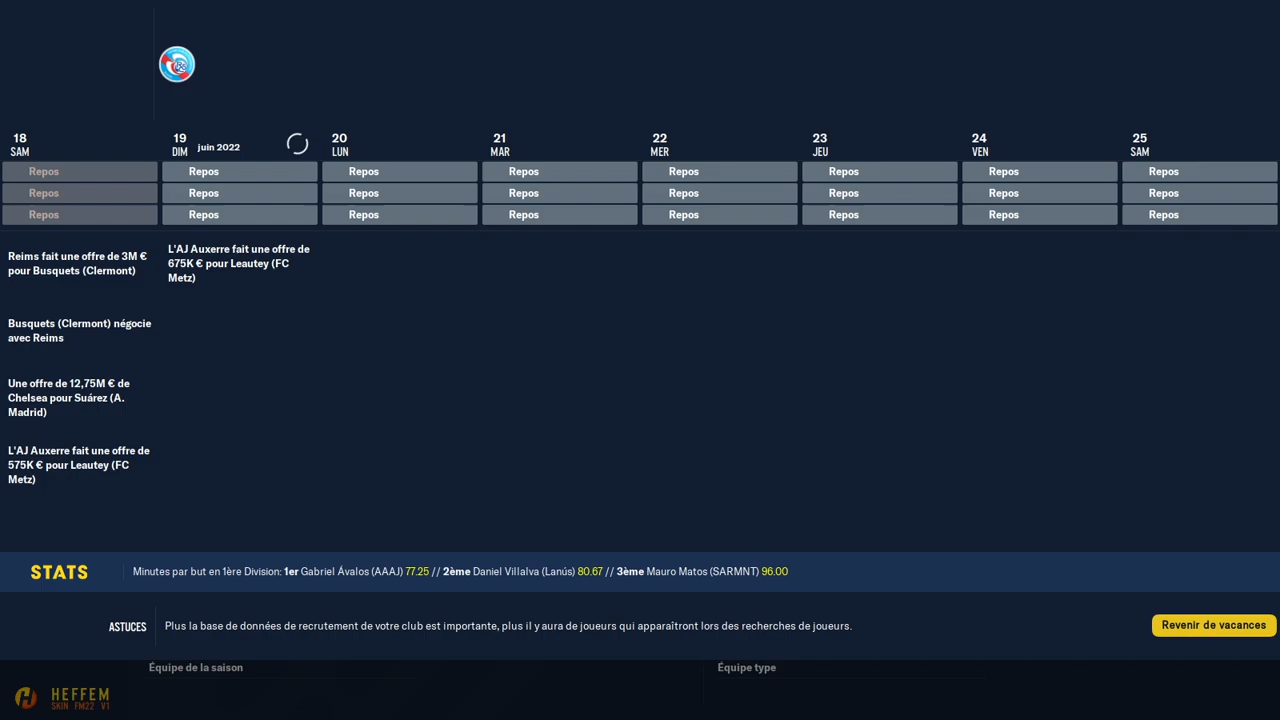 18
SAM
19
DIM juin 2022
20
LUN
21
MAR
22
MER
23
JEU
24
VEN
25
SAM
Repos Repos Repos Repos Repos Repos Repos Repos
Repos Repos Repos Repos Repos Repos Repos Repos
Repos Repos Repos Repos Repos Repos Repos Repos
Reims fait une offre de 3M €
pour Busquets (Clermont)
Busquets (Clermont) négocie
avec Reims
Une offre de 12,75M € de
Chelsea pour Suárez (A.
Madrid)
L'AJ Auxerre fait une offre de
575K € pour Leautey (FC
Metz)
L'AJ Auxerre fait une offre de
675K € pour Leautey (FC
Metz)
STATS
Minutes par but en 1ère Division: 1er Gabriel Ávalos (AAAJ) 77.25 // 2ème Daniel Villalva (Lanús) 80.67 // 3ème Mauro Matos (SARMNT) 96.00
ASTUCES
Plus la base de données de recrutement de votre club est importante, plus il y aura de joueurs qui apparaîtront lors des recherches de joueurs.
Revenir de vacances
Équipe de la saison
Équipe type
HEFFEM
SKIN FM22 V1